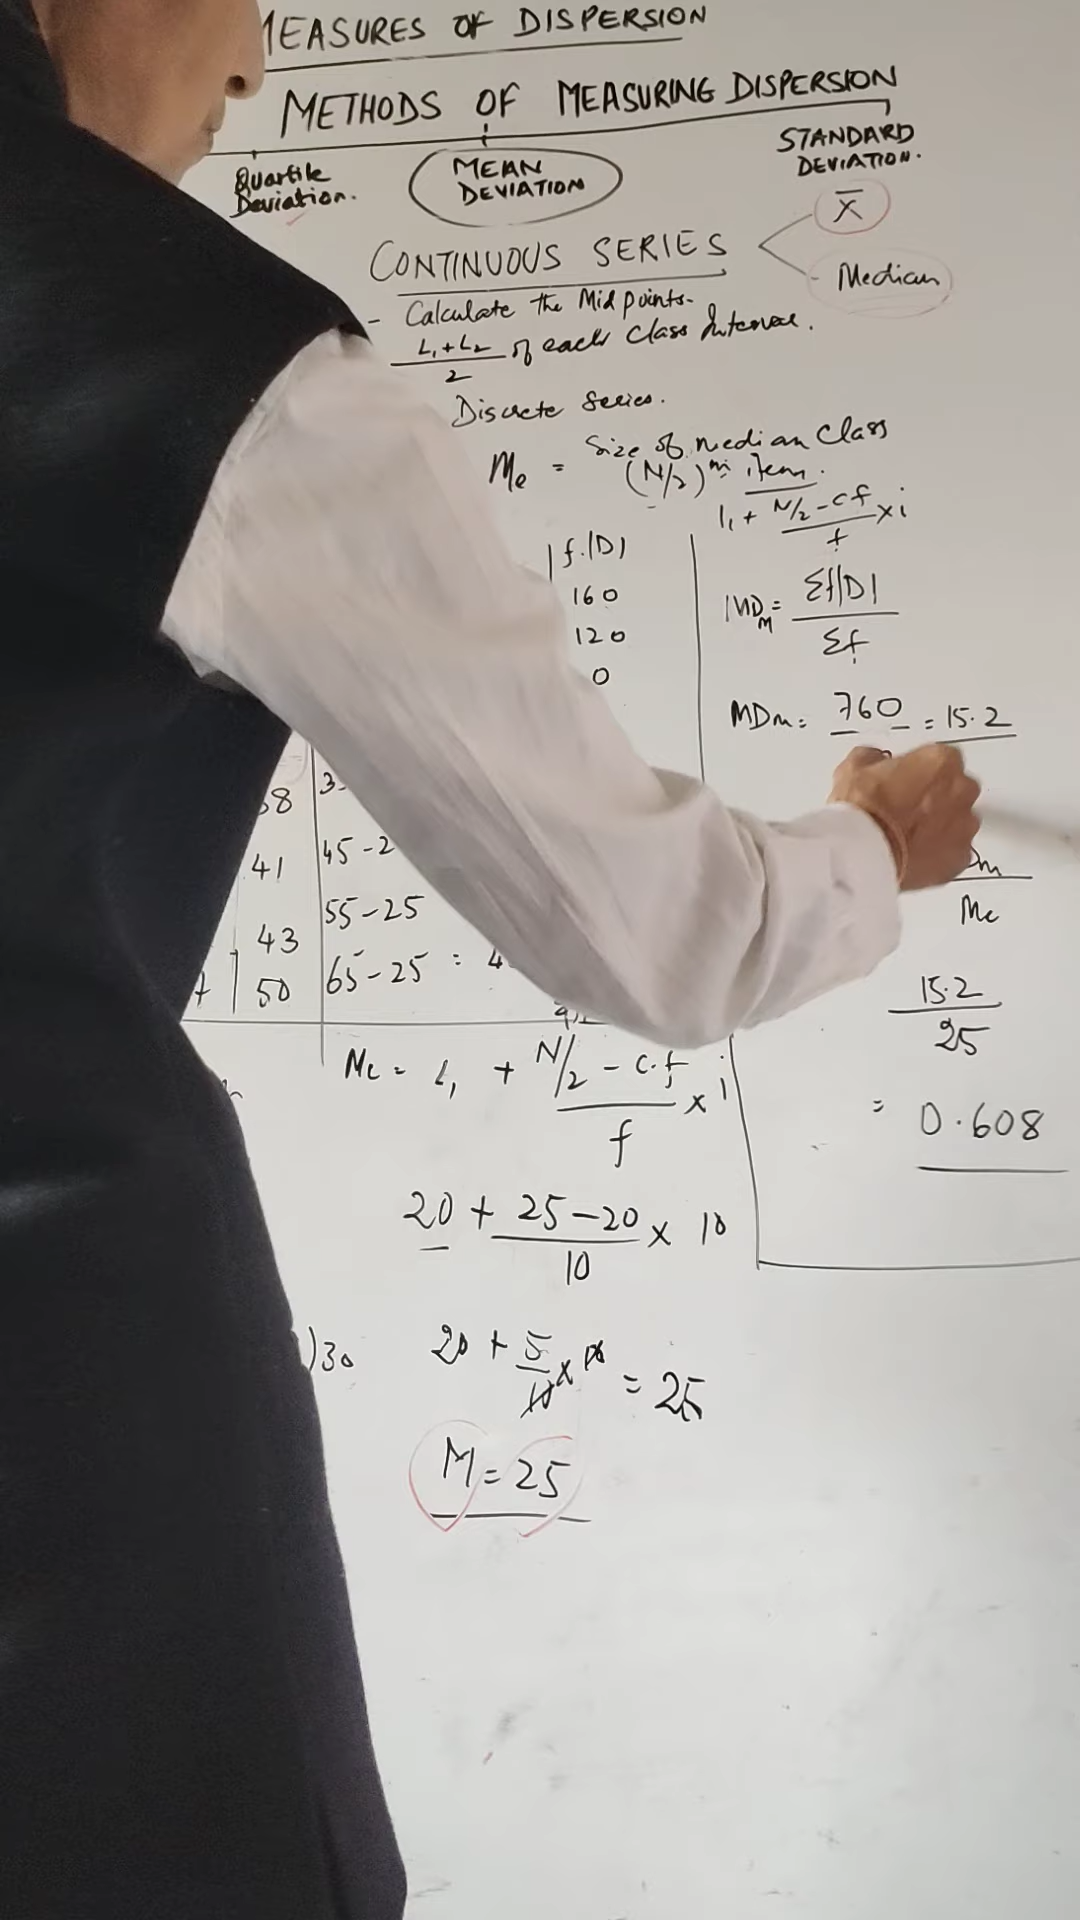 MEASURES OF DISPERSION
METHODS OF MEASURING DISPERSION
Quartile Deviation.
MEAN DEVIATION
STANDARD DEVIATION.
CONTINUOUS SERIES
X̄
- Median
- Calculate the Midpoints-
L₁+L₂/2 of each Class Interval.
Discrete Series.
Me = Size of median Class
(N/2)th item.
l₁ + N/2-cf/f ×i
f.|D|
160
120
0
MDM = Σf|D|/Σf
MDm = 760 = 15.2
38
41 45-2
43 55-25
50 65-25 =
Me
15.2/25
= 0.608
Me = L₁ + N/2 - c.f/f × i
20 + 25-20/10 × 10
)30
20 + 5/10 × 10 = 25
M = 25